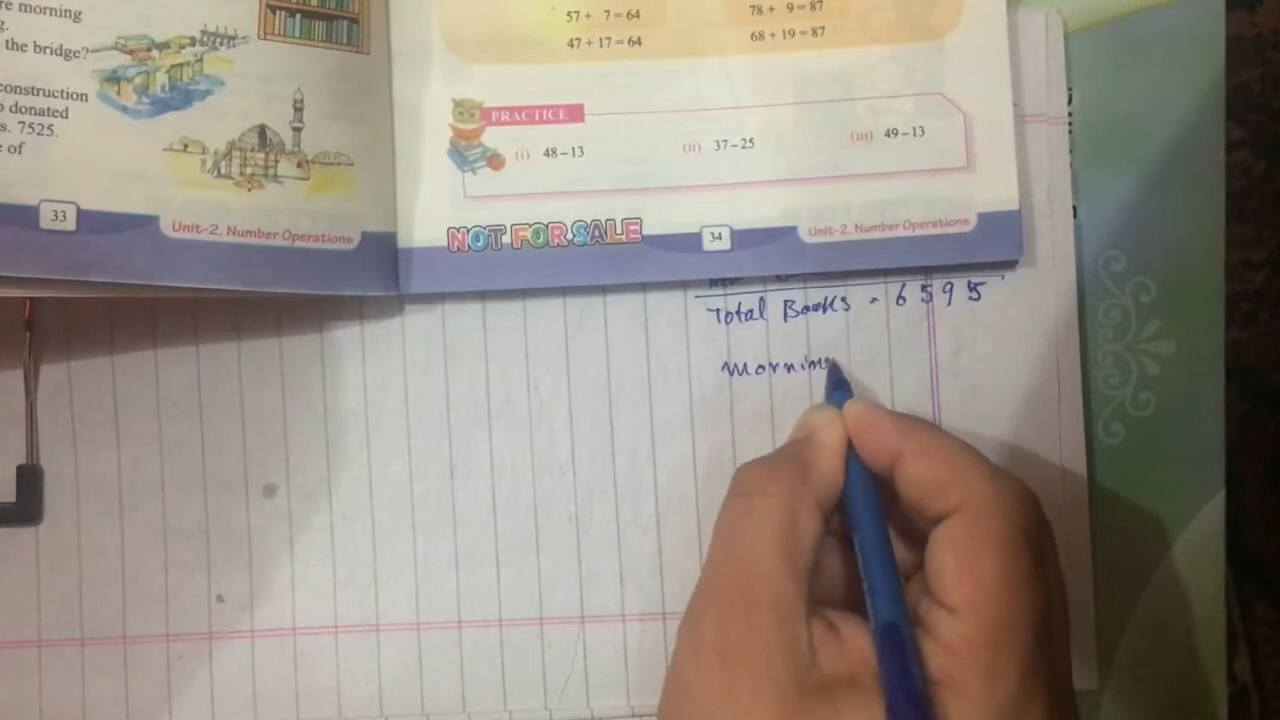 re morning
g.
the bridge?
construction
donated
s. 7525.
of
33
Unit-2, Number Operations
57 + 7 = 64
78 + 9 = 87
47 + 17 = 64
68 + 19 = 87
PRACTICE
(i) 48 – 13
(ii) 37 – 25
(iii) 49 – 13
NOT FOR SALE
34
Unit-2, Number Operations
Total Books = 6595
Morning